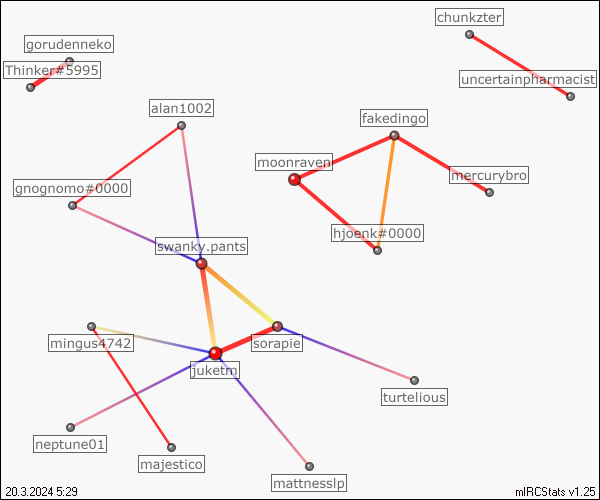 chunkzter
gorudenneko
Thinker#5995
uncertainpharmacist
alan1002
fakedingo
moonraven
mercurybro
gnognomo#0000
hjoenk#0000
swanky.pants
mingus4742
sorapie
juketm
turtelious
neptune01
majestico
mattnesslp
20.3.2024 5:29
mIRCStats v1.25